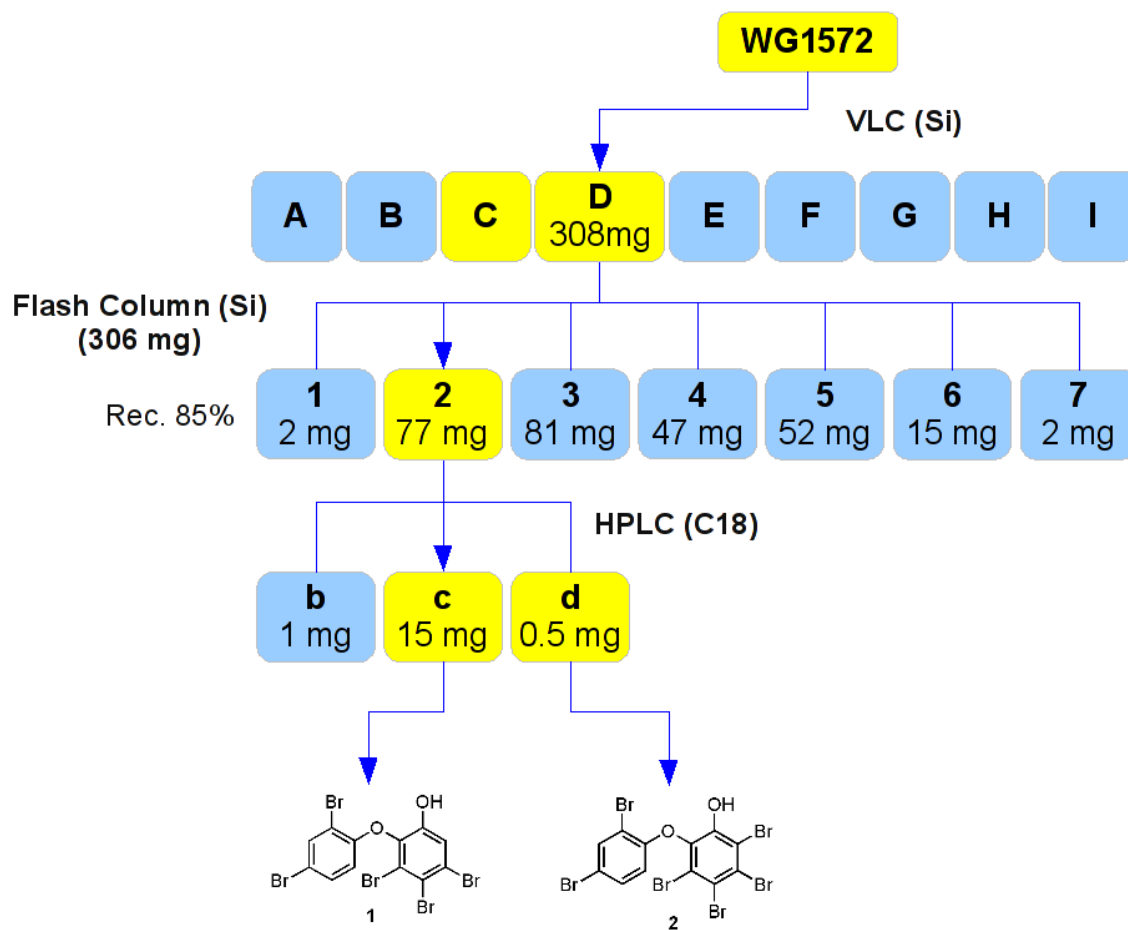 WG1572
VLC (Si)
A
B
C
D
308mg
E
F
G
H
I
Flash Column (Si)
(306 mg)
Rec. 85%
1
2 mg
2
77 mg
3
81 mg
4
47 mg
5
52 mg
6
15 mg
7
2 mg
HPLC (C18)
b
1 mg
c
15 mg
d
0.5 mg
Br
OH
O
Br
Br
Br
Br
1
Br
OH
O
Br
Br
Br
Br
Br
2